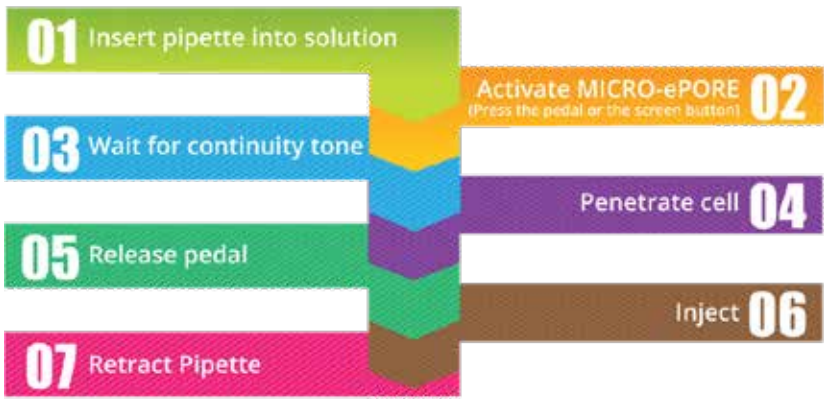 01 Insert pipette into solution
Activate MICRO-ePORE 02
(Press the pedal or the screen button)
03 Wait for continuity tone
Penetrate cell 04
05 Release pedal
Inject 06
07 Retract Pipette